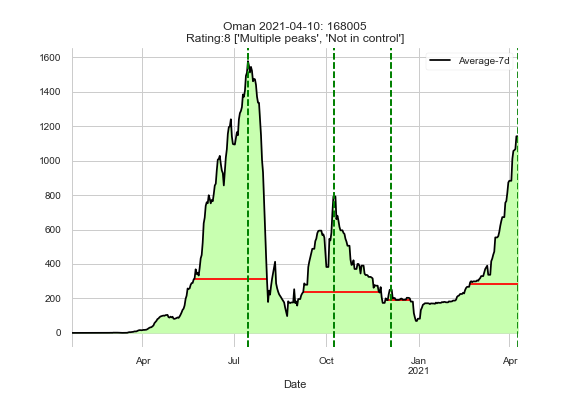 Oman 2021-04-10: 168005
Rating:8 ['Multiple peaks', 'Not in control']
Average-7d
1600
1400
1200
1000
800
600
400
200
0
Apr
Jul
Oct
Jan
2021
Apr
Date